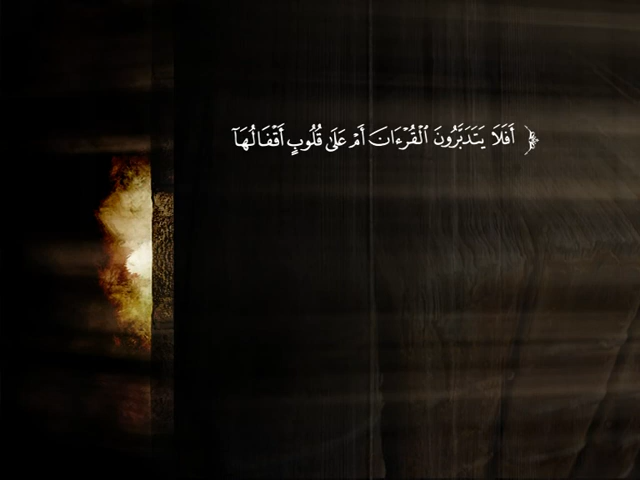 ﴿ أَفَلَا يَتَدَبَّرُونَ ٱلْقُرْءَانَ أَمْ عَلَىٰ قُلُوبٍ أَقْفَالُهَآ